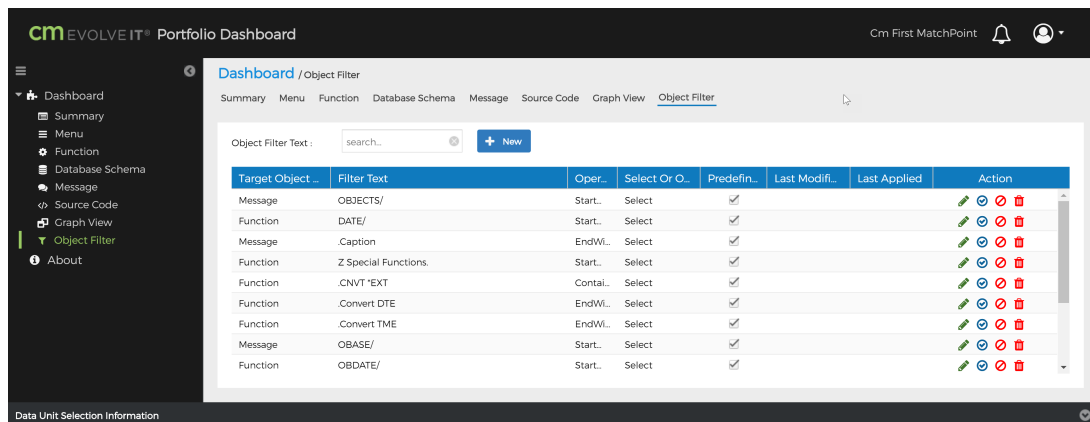 cm EVOLVE IT® Portfolio Dashboard
Cm First MatchPoint
Dashboard
Summary
Menu
Function
Database Schema
Message
Source Code
Graph View
Object Filter
About
Dashboard / Object Filter
Summary Menu Function Database Schema Message Source Code Graph View Object Filter
Object Filter Text : search... + New
Target Object ... Filter Text Oper... Select Or O... Predefin... Last Modifi... Last Applied Action
Message OBJECTS/ Start... Select
Function DATE/ Start... Select
Message .Caption EndWi... Select
Function Z Special Functions. Start... Select
Function .CNVT *EXT Contai... Select
Function .Convert DTE EndWi... Select
Function .Convert TME EndWi... Select
Message OBASE/ Start... Select
Function OBDATE/ Start... Select
Data Unit Selection Information